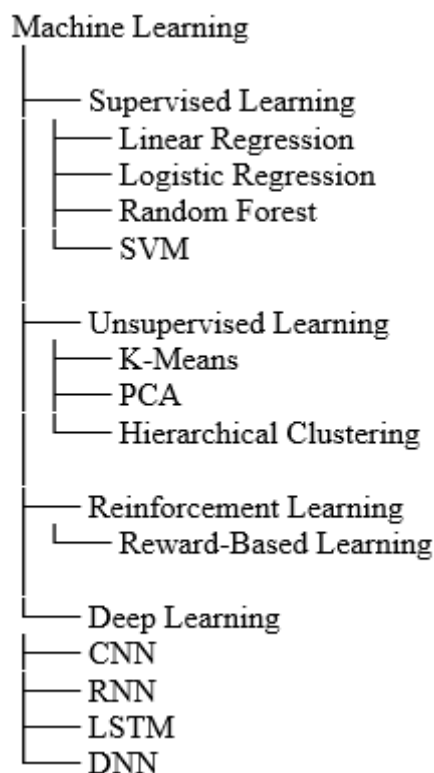 Machine Learning
Supervised Learning
Linear Regression
Logistic Regression
Random Forest
SVM
Unsupervised Learning
K-Means
PCA
Hierarchical Clustering
Reinforcement Learning
Reward-Based Learning
Deep Learning
CNN
RNN
LSTM
DNN